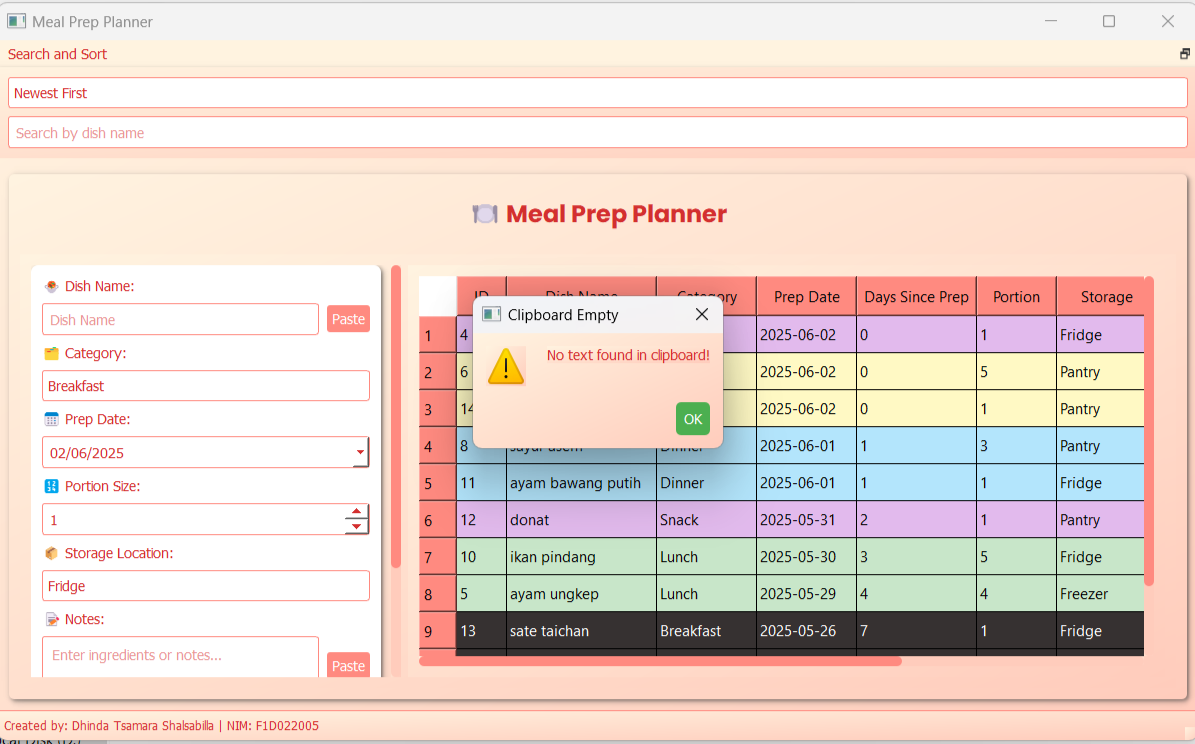 Meal Prep Planner
Search and Sort
Newest First
Search by dish name
Meal Prep Planner
Dish Name:
Dish Name
Paste
Category:
Breakfast
Prep Date:
02/06/2025
Portion Size:
1
Storage Location:
Fridge
Notes:
Enter ingredients or notes...
Paste
ID Dish Name Category Prep Date Days Since Prep Portion Storage
1 4 2025-06-02 0 1 Fridge
2 6 2025-06-02 0 5 Pantry
3 14 2025-06-02 0 1 Pantry
4 8 sayur asem Dinner 2025-06-01 1 3 Pantry
5 11 ayam bawang putih Dinner 2025-06-01 1 1 Fridge
6 12 donat Snack 2025-05-31 2 1 Pantry
7 10 ikan pindang Lunch 2025-05-30 3 5 Fridge
8 5 ayam ungkep Lunch 2025-05-29 4 4 Freezer
9 13 sate taichan Breakfast 2025-05-26 7 1 Fridge
Clipboard Empty
No text found in clipboard!
OK
Created by: Dhinda Tsamara Shalsabilla | NIM: F1D022005